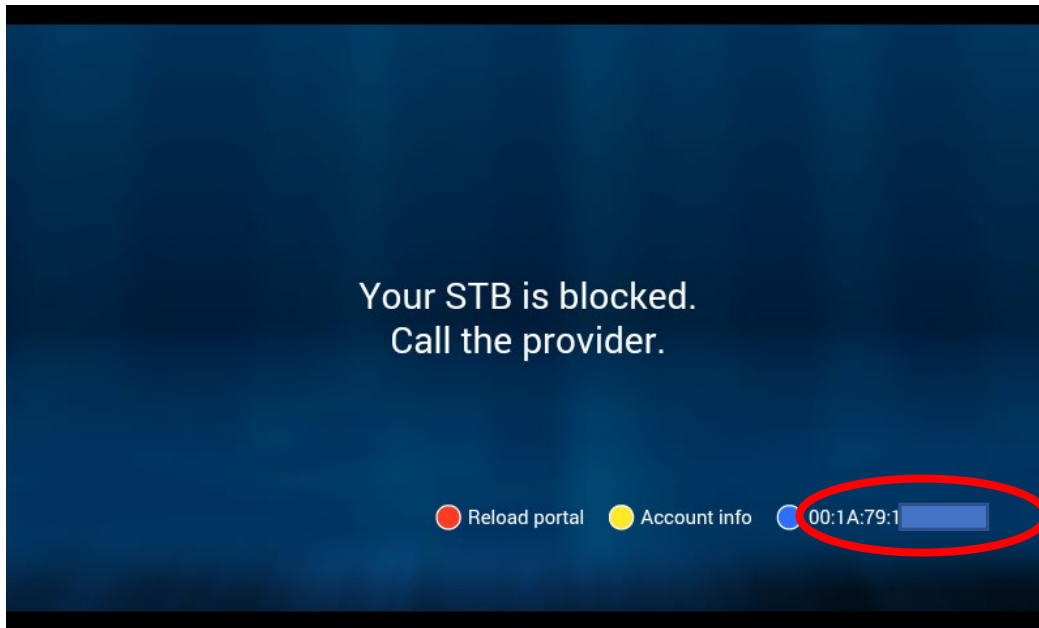 Your STB is blocked.
Call the provider.
Reload portal Account info 00:1A:79:1